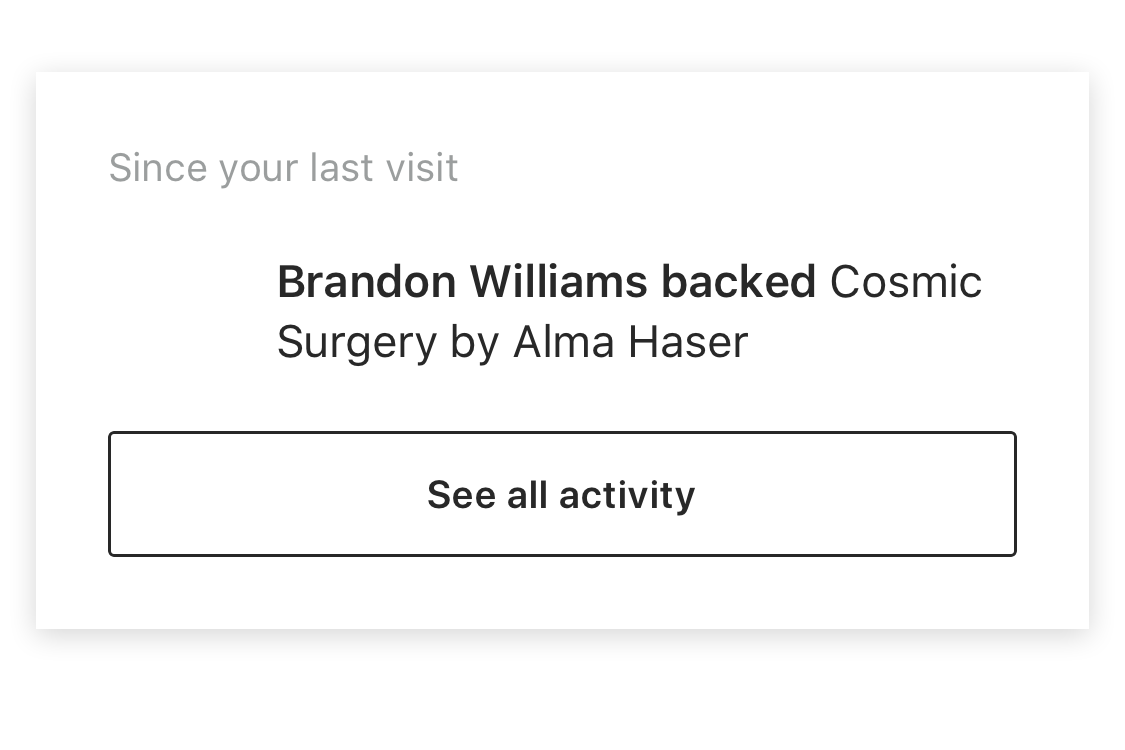 Since your last visit
Brandon Williams backed Cosmic
Surgery by Alma Haser
See all activity